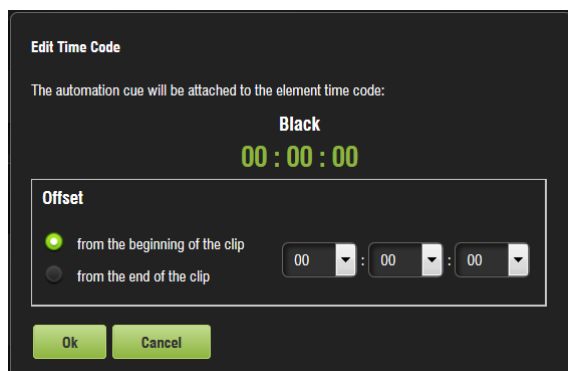 Edit Time Code
The automation cue will be attached to the element time code:
Black
00 : 00 : 00
Offset
from the beginning of the clip
00 : 00 : 00
from the end of the clip
Ok Cancel